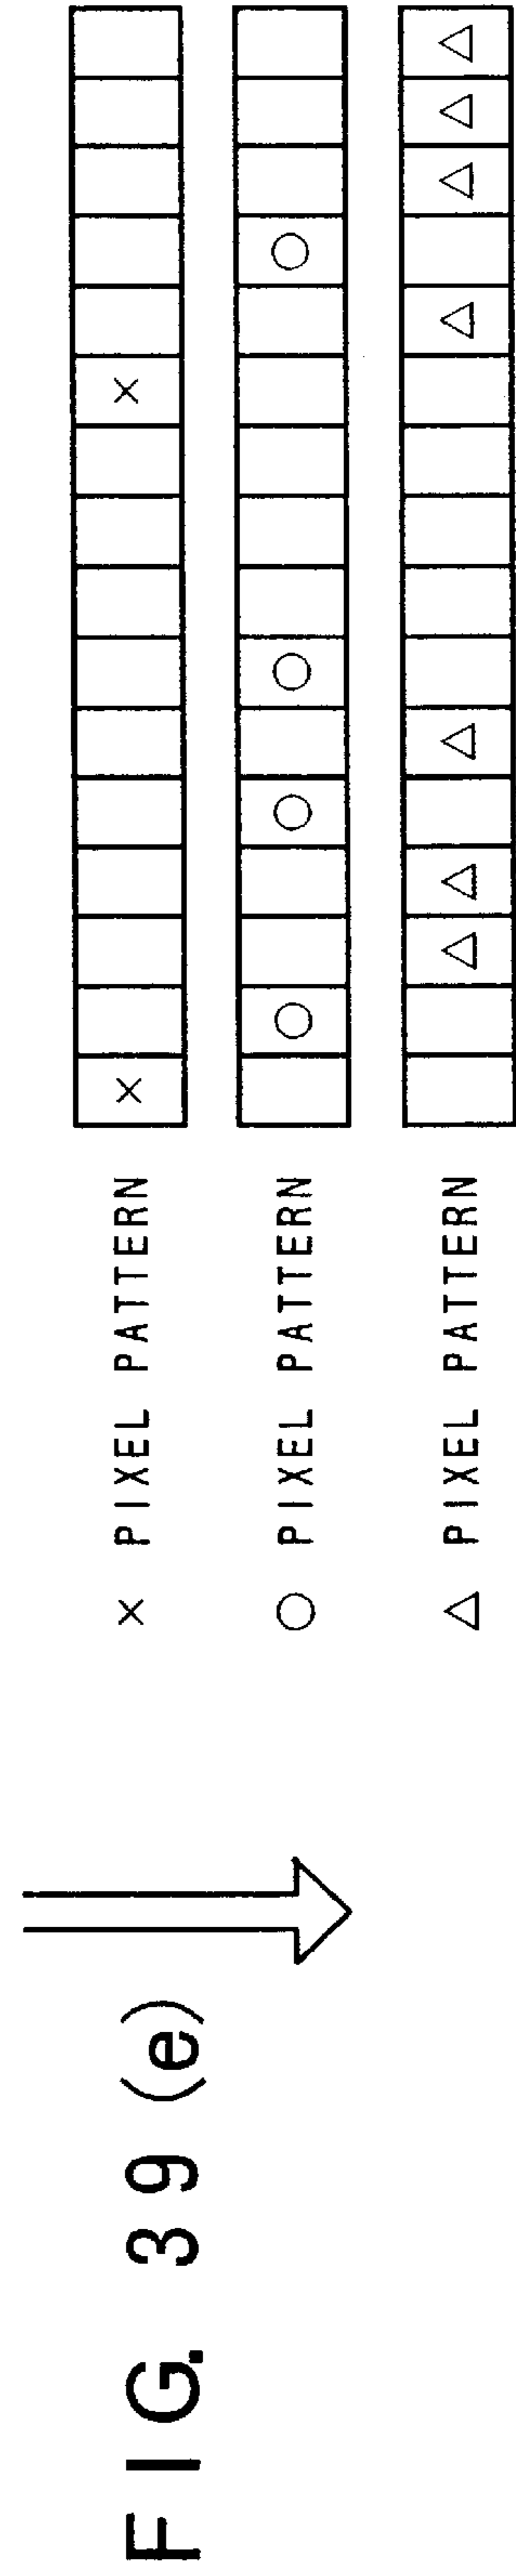 FIG. 39 (e)
× PIXEL PATTERN
○ PIXEL PATTERN
△ PIXEL PATTERN